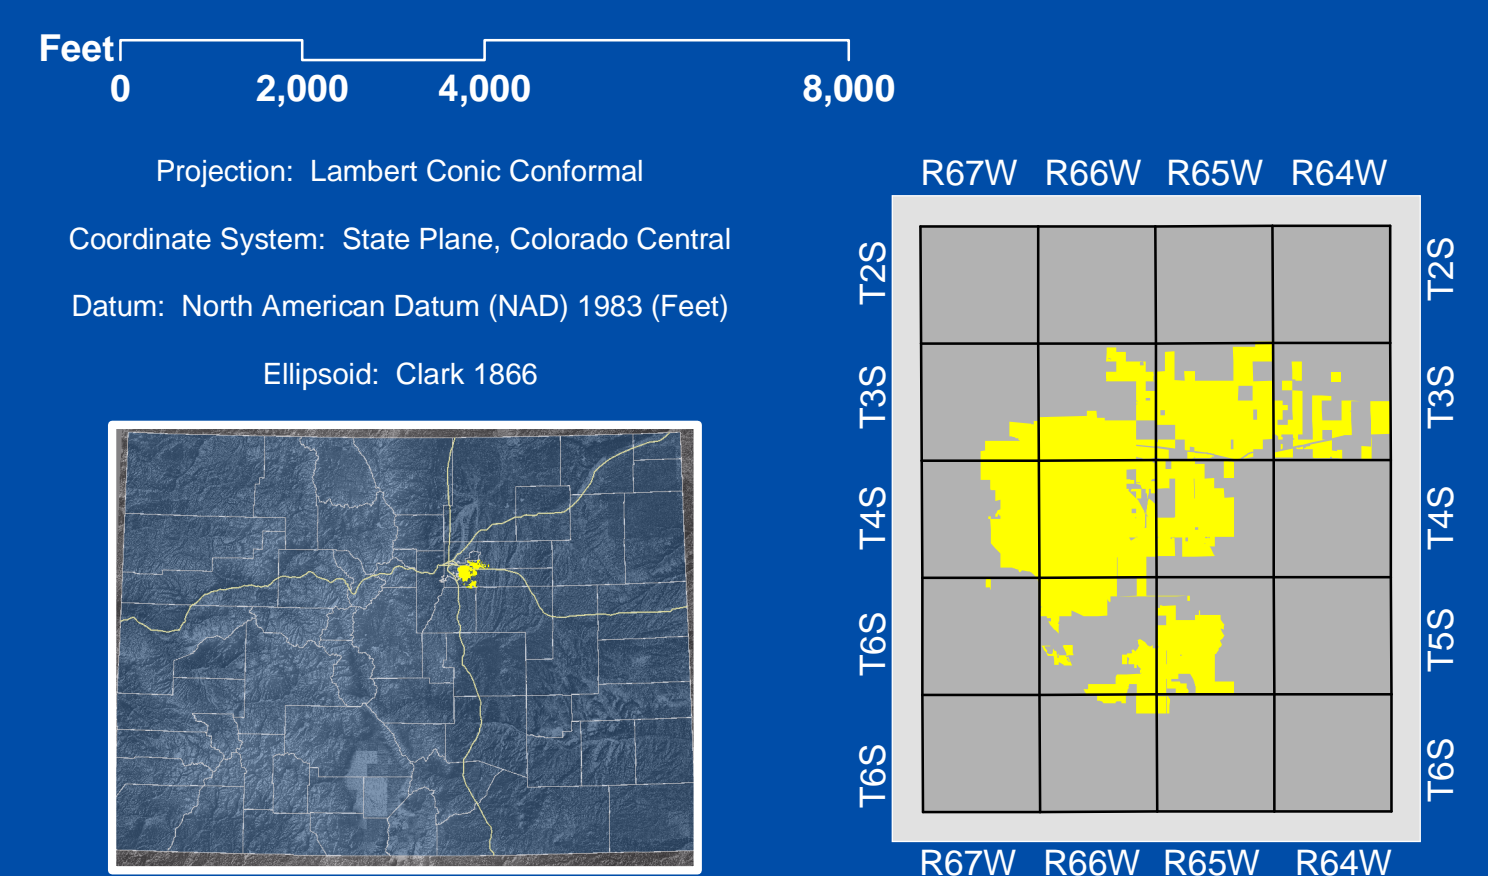 Feet
0 2,000 4,000 8,000
Projection: Lambert Conic Conformal
Coordinate System: State Plane, Colorado Central
Datum: North American Datum (NAD) 1983 (Feet)
Ellipsoid: Clark 1866
R67W R66W R65W R64W
T2S T2S
T3S T3S
T4S T4S
T6S T5S
T6S T6S
R67W R66W R65W R64W